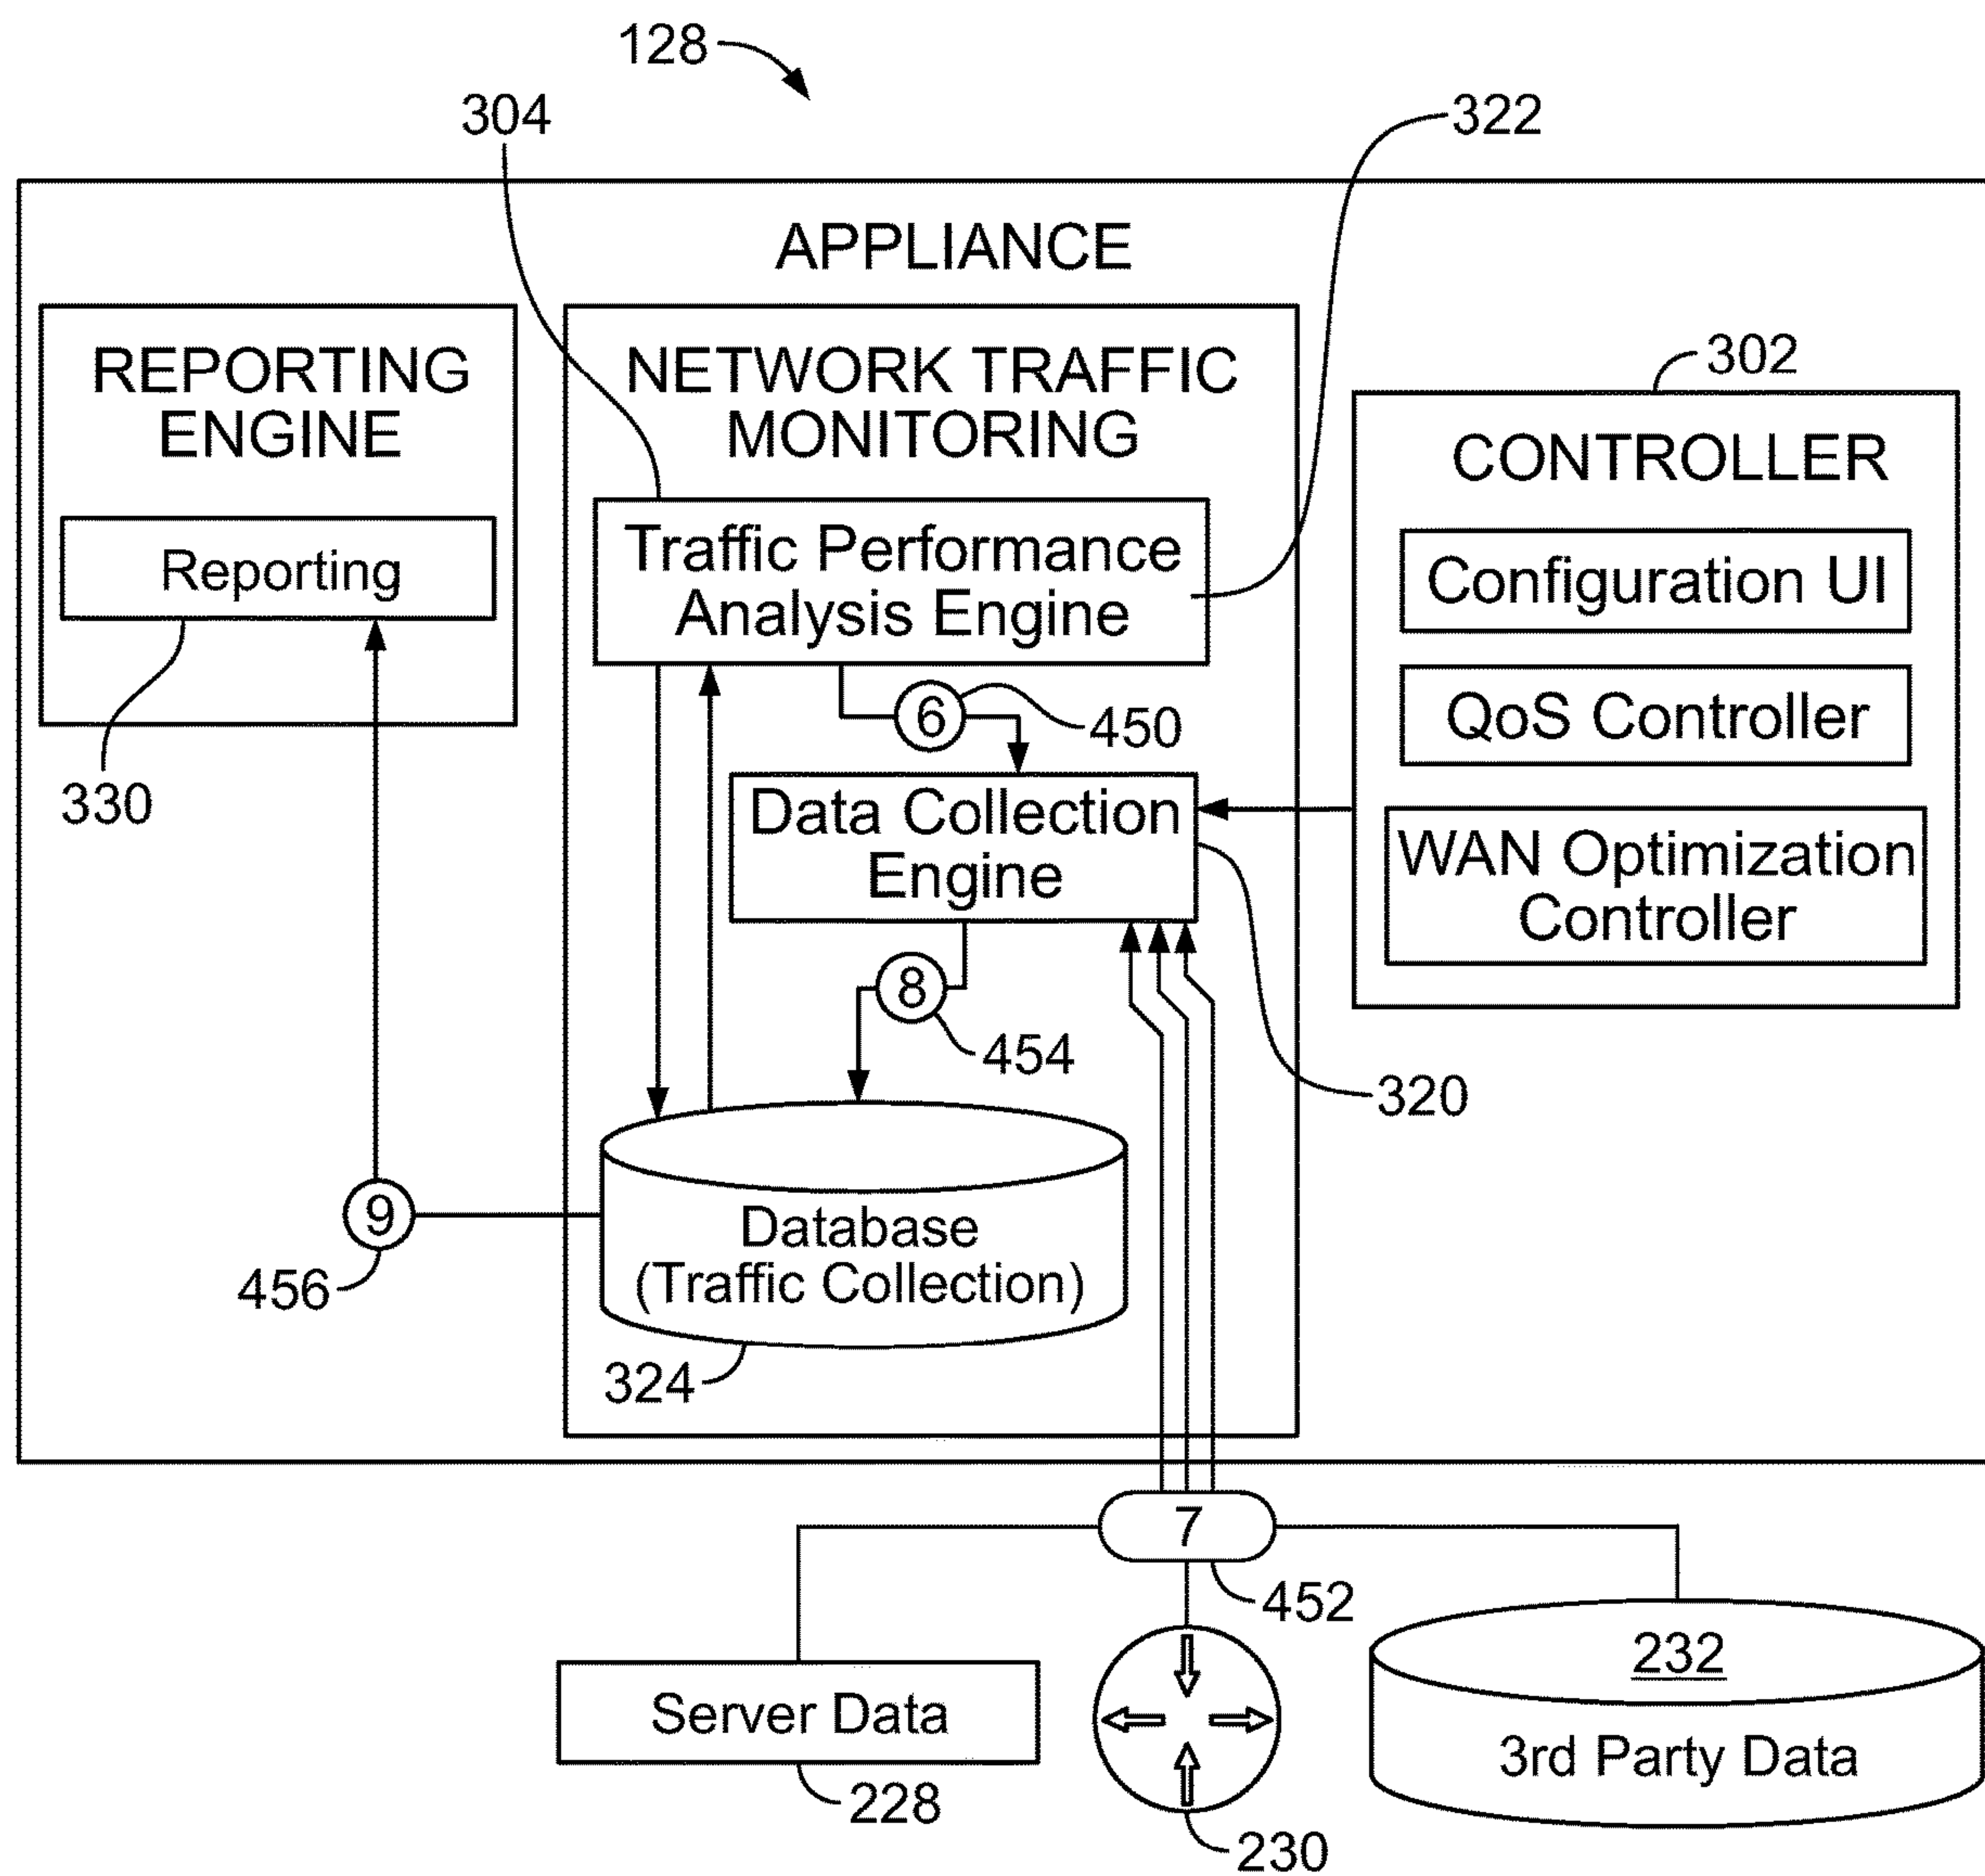 128
304
322
APPLIANCE
REPORTING
ENGINE
Reporting
330
NETWORK TRAFFIC
MONITORING
Traffic Performance
Analysis Engine
6
450
Data Collection
Engine
8
454
320
Database
(Traffic Collection)
324
9
456
302
CONTROLLER
Configuration UI
QoS Controller
WAN Optimization
Controller
7
452
Server Data
228
230
232
3rd Party Data